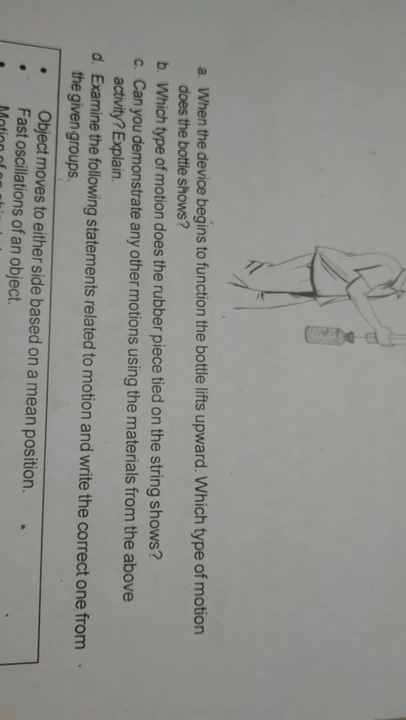 a. When the device begins to function the bottle lifts upward. Which type of motion
does the bottle shows?
b. Which type of motion does the rubber piece tied on the string shows?
c. Can you demonstrate any other motions using the materials from the above
activity? Explain.
d. Examine the following statements related to motion and write the correct one from
the given groups.
• Object moves to either side based on a mean position.
• Fast oscillations of an object.
• Motion of an